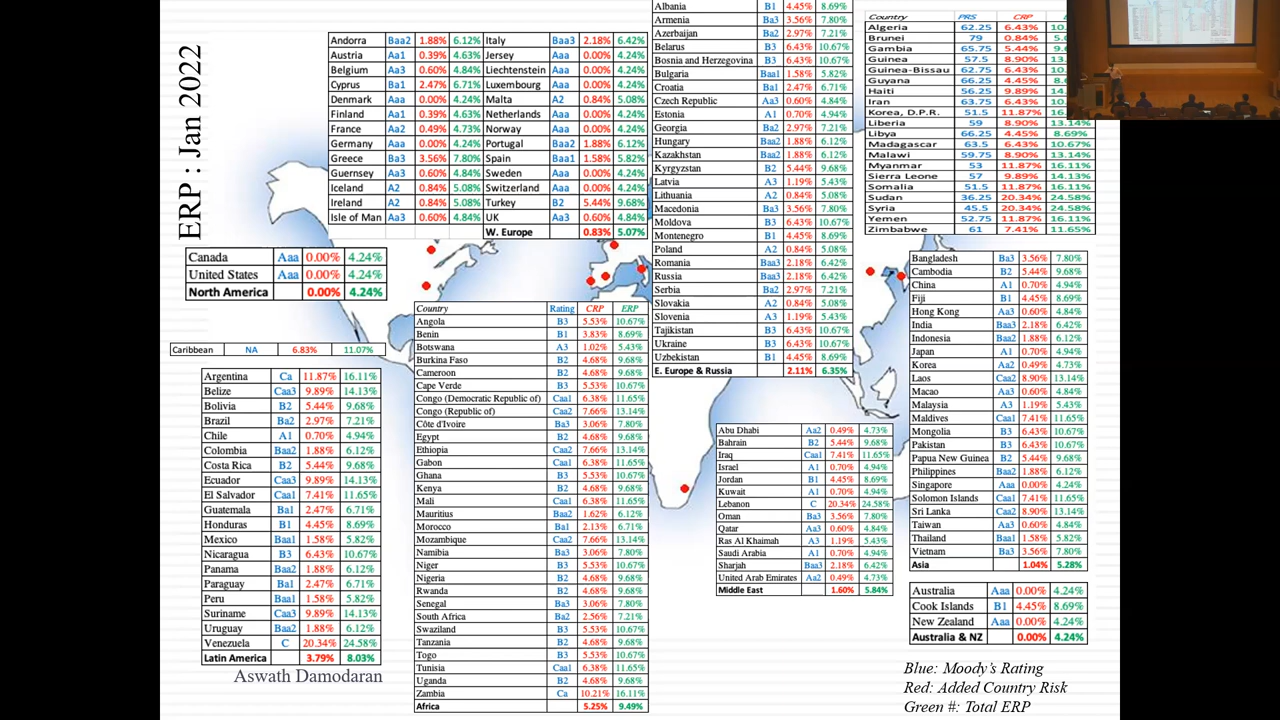 ERP : Jan 2022
Andorra Baa2 1.88% 6.12% Italy Baa3 2.18% 6.42%
Austria Aa1 0.39% 4.63% Jersey Aaa 0.00% 4.24%
Belgium Aa3 0.60% 4.84% Liechenstein Aaa 0.00% 4.24%
Cyprus Ba1 2.47% 6.71% Luxembourg Aaa 0.00% 4.24%
Denmark Aaa 0.00% 4.24% Malta A2 0.84% 5.08%
Finland Aa1 0.39% 4.63% Netherlands Aaa 0.00% 4.24%
France Aa2 0.49% 4.73% Norway Aaa 0.00% 4.24%
Germany Aaa 0.00% 4.24% Portugal Baa2 1.88% 6.12%
Greece Ba3 3.56% 7.80% Spain Baa1 1.58% 5.82%
Guernsey Aa3 0.60% 4.84% Sweden Aaa 0.00% 4.24%
Iceland A2 0.84% 5.08% Switzerland Aaa 0.00% 4.24%
Ireland A2 0.84% 5.08% Turkey B2 5.44% 9.68%
Isle of Man Aa3 0.60% 4.84% UK Aa3 0.60% 4.84%
W. Europe 0.83% 5.07%
Canada Aaa 0.00% 4.24%
United States Aaa 0.00% 4.24%
North America 0.00% 4.24%
Caribbean NA 6.83% 11.07%
Argentina Ca 11.87% 16.11%
Belize Caa3 9.89% 14.13%
Bolivia B2 5.44% 9.68%
Brazil Ba2 2.97% 7.21%
Chile A1 0.70% 4.94%
Colombia Baa2 1.88% 6.12%
Costa Rica B2 5.44% 9.68%
Ecuador Caa3 9.89% 14.13%
El Salvador Caa1 7.41% 11.65%
Guatemala Ba1 2.47% 6.71%
Honduras B1 4.45% 8.69%
Mexico Baa1 1.58% 5.82%
Nicaragua B3 6.43% 10.67%
Panama Baa2 1.88% 6.12%
Paraguay Ba1 2.47% 6.71%
Peru Baa1 1.58% 5.82%
Suriname Caa3 9.89% 14.13%
Uruguay Baa2 1.88% 6.12%
Venezuela C 20.34% 24.58%
Latin America 3.79% 8.03%
Aswath Damodaran
Country Rating CRP ERP
Angola B3 5.53% 10.67%
Benin B1 3.83% 8.69%
Botswana A3 1.02% 5.43%
Burkina Faso B2 4.68% 9.68%
Cameroon B2 4.68% 9.68%
Cape Verde B3 5.53% 10.67%
Congo (Democratic Republic of) Caa1 6.38% 11.65%
Congo (Republic of) Caa2 7.66% 13.14%
Côte d'Ivoire Ba3 3.06% 7.80%
Egypt B2 4.68% 9.68%
Ethiopia Caa2 7.66% 13.14%
Gabon Caa1 6.38% 11.65%
Ghana B3 5.53% 10.67%
Kenya B2 4.68% 9.68%
Mali Caa1 6.38% 11.65%
Mauritius Baa2 1.62% 6.12%
Morocco Ba1 2.13% 6.71%
Mozambique Caa2 7.66% 13.14%
Namibia Ba3 3.06% 7.80%
Niger B3 5.53% 10.67%
Nigeria B2 4.68% 9.68%
Rwanda B2 4.68% 9.68%
Senegal Ba3 3.06% 7.80%
South Africa Ba2 2.56% 7.21%
Swaziland B3 5.53% 10.67%
Tanzania B2 4.68% 9.68%
Togo B3 5.53% 10.67%
Tunisia Caa1 6.38% 11.65%
Uganda B2 4.68% 9.68%
Zambia Ca 10.21% 16.11%
Africa 5.25% 9.49%
Albania B1 4.45% 8.69%
Armenia Ba3 3.56% 7.80%
Azerbaijan Ba2 2.97% 7.21%
Belarus B3 6.43% 10.67%
Bosnia and Herzegovina B3 6.43% 10.67%
Bulgaria Baa1 1.58% 5.82%
Croatia Ba1 2.47% 6.71%
Czech Republic Aa3 0.60% 4.84%
Estonia A1 0.70% 4.94%
Georgia Ba2 2.97% 7.21%
Hungary Baa2 1.88% 6.12%
Kazakhstan Baa2 1.88% 6.12%
Kyrgyzstan B2 5.44% 9.68%
Latvia A3 1.19% 5.43%
Lithuania A2 0.84% 5.08%
Macedonia Ba3 3.56% 7.80%
Moldova B3 6.43% 10.67%
Montenegro B1 4.45% 8.69%
Poland A2 0.84% 5.08%
Romania Baa3 2.18% 6.42%
Russia Baa3 2.18% 6.42%
Serbia Ba2 2.97% 7.21%
Slovakia A2 0.84% 5.08%
Slovenia A3 1.19% 5.43%
Tajikistan B3 6.43% 10.67%
Ukraine B3 6.43% 10.67%
Uzbekistan B1 4.45% 8.69%
E. Europe & Russia 2.11% 6.35%
Abu Dhabi Aa2 0.49% 4.73%
Bahrain B2 5.44% 9.68%
Iraq Caa1 7.41% 11.65%
Israel A1 0.70% 4.94%
Jordan B1 4.45% 8.69%
Kuwait A1 0.70% 4.94%
Lebanon C 20.34% 24.58%
Oman Ba3 3.56% 7.80%
Qatar Aa3 0.60% 4.84%
Ras Al Khaimah A3 1.19% 5.43%
Saudi Arabia A1 0.70% 4.94%
Sharjah Baa3 2.18% 6.42%
United Arab Emirates Aa2 0.49% 4.73%
Middle East 1.60% 5.84%
Country PRS CRP
Algeria 62.25 6.43% 10.
Brunei 79 0.84% 5.0
Gambia 65.75 5.44% 9.6
Guinea 57.5 8.90% 13.
Guinea-Bissau 62.75 6.43% 10.
Guyana 66.25 4.45% 8.6
Haiti 56.25 9.89% 14.
Iran 63.75 6.43% 10.
Korea, D.P.R. 51.5 11.87% 16.
Liberia 59 8.90% 13.14%
Libya 66.25 4.45% 8.69%
Madagascar 63.5 6.43% 10.67%
Malawi 59.75 8.90% 13.14%
Myanmar 53 11.87% 16.11%
Sierra Leone 57 9.89% 14.13%
Somalia 51.5 11.87% 16.11%
Sudan 36.25 20.34% 24.58%
Syria 45.5 20.34% 24.58%
Yemen 52.75 11.87% 16.11%
Zimbabwe 61 7.41% 11.65%
Bangladesh Ba3 3.56% 7.80%
Cambodia B2 5.44% 9.68%
China A1 0.70% 4.94%
Fiji B1 4.45% 8.69%
Hong Kong Aa3 0.60% 4.84%
India Baa3 2.18% 6.42%
Indonesia Baa2 1.88% 6.12%
Japan A1 0.70% 4.94%
Korea Aa2 0.49% 4.73%
Laos Caa2 8.90% 13.14%
Macao Aa3 0.60% 4.84%
Malaysia A3 1.19% 5.43%
Maldives Caa1 7.41% 11.65%
Mongolia B3 6.43% 10.67%
Pakistan B3 6.43% 10.67%
Papua New Guinea B2 5.44% 9.68%
Philippines Baa2 1.88% 6.12%
Singapore Aaa 0.00% 4.24%
Solomon Islands Caa1 7.41% 11.65%
Sri Lanka Caa2 8.90% 13.14%
Taiwan Aa3 0.60% 4.84%
Thailand Baa1 1.58% 5.82%
Vietnam Ba3 3.56% 7.80%
Asia 1.04% 5.28%
Australia Aaa 0.00% 4.24%
Cook Islands B1 4.45% 8.69%
New Zealand Aaa 0.00% 4.24%
Australia & NZ 0.00% 4.24%
Blue: Moody's Rating
Red: Added Country Risk
Green #: Total ERP